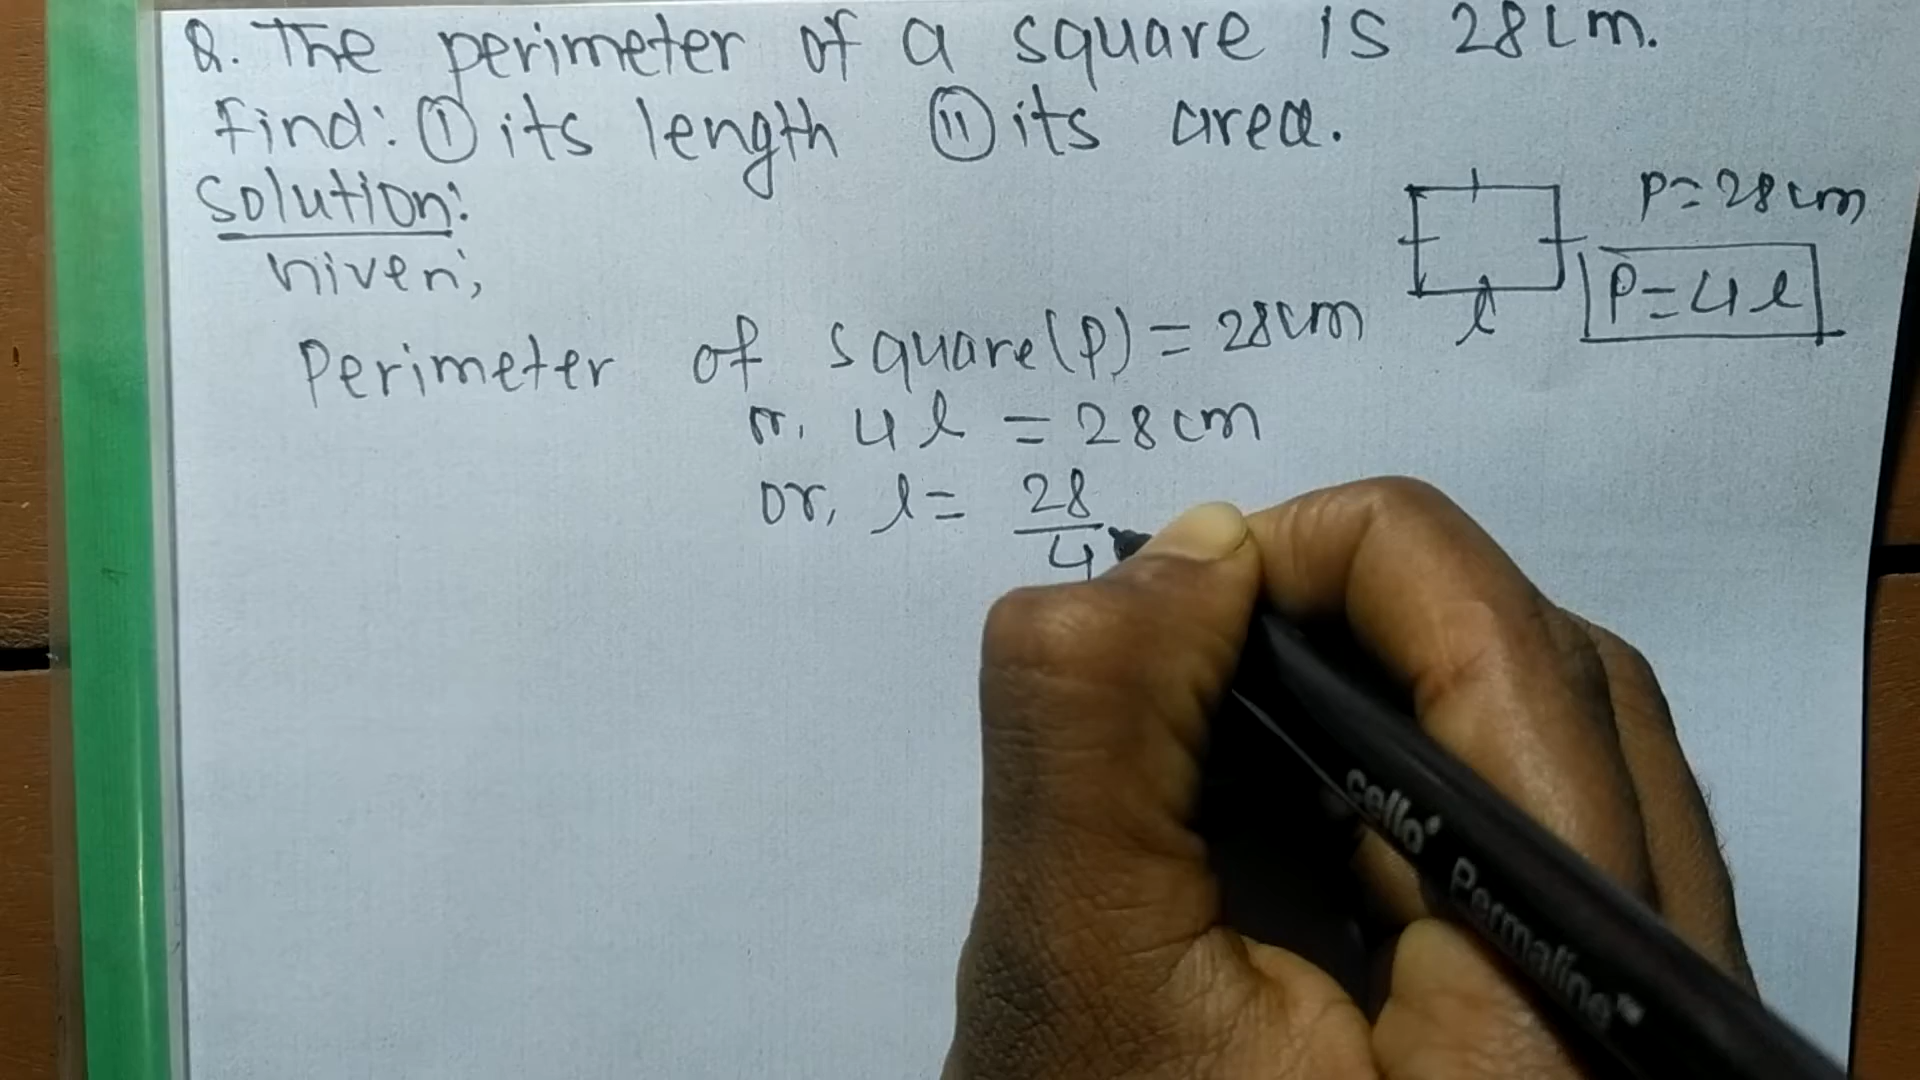 Q. The perimeter of a square is 28cm.
Find: (i) its length (ii) its area.
Solution:
Given,
P=28cm
P=4l
l
Perimeter of square(P) = 28cm
or, 4l = 28cm
or, l = 28/4
cello Permaline™